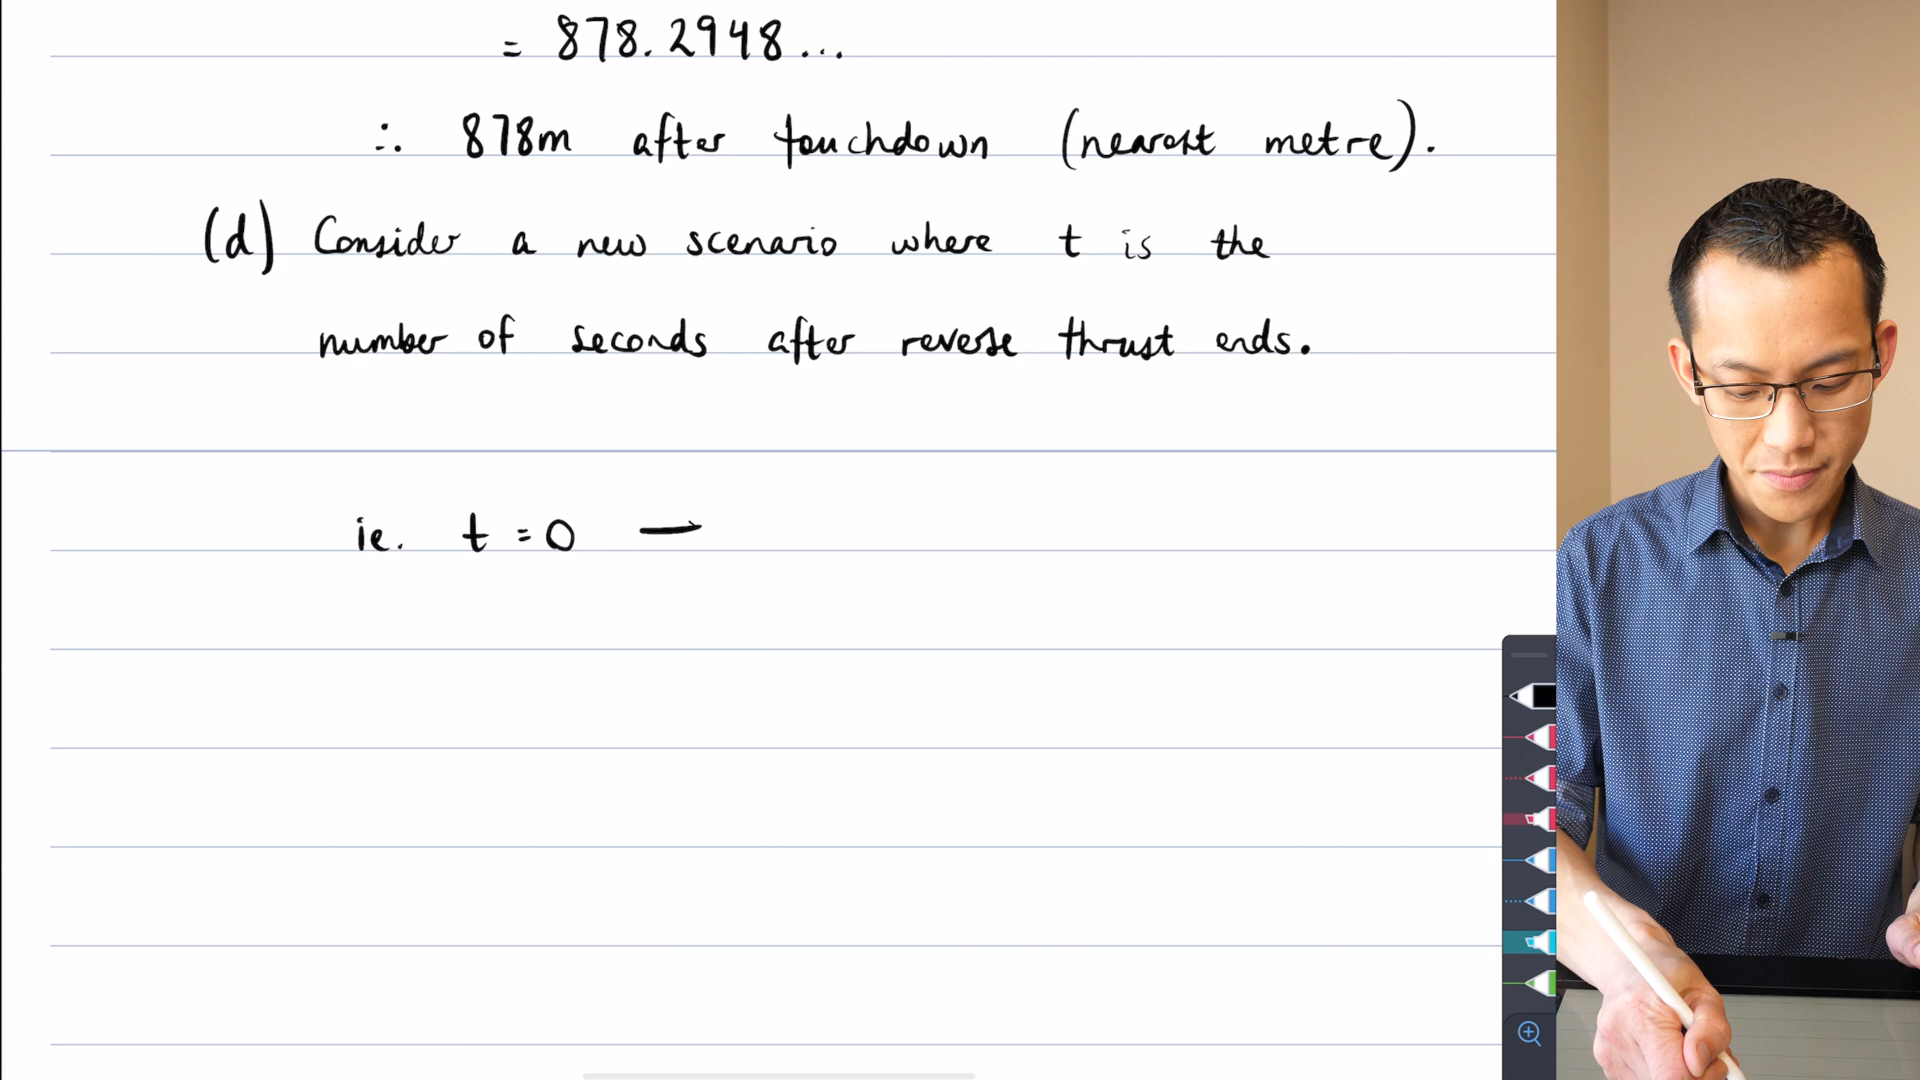 = 878.2948...
∴ 878m after touchdown (nearest metre).
(d) Consider a new scenario where t is the
number of seconds after reverse thrust ends.
ie. t = 0 —